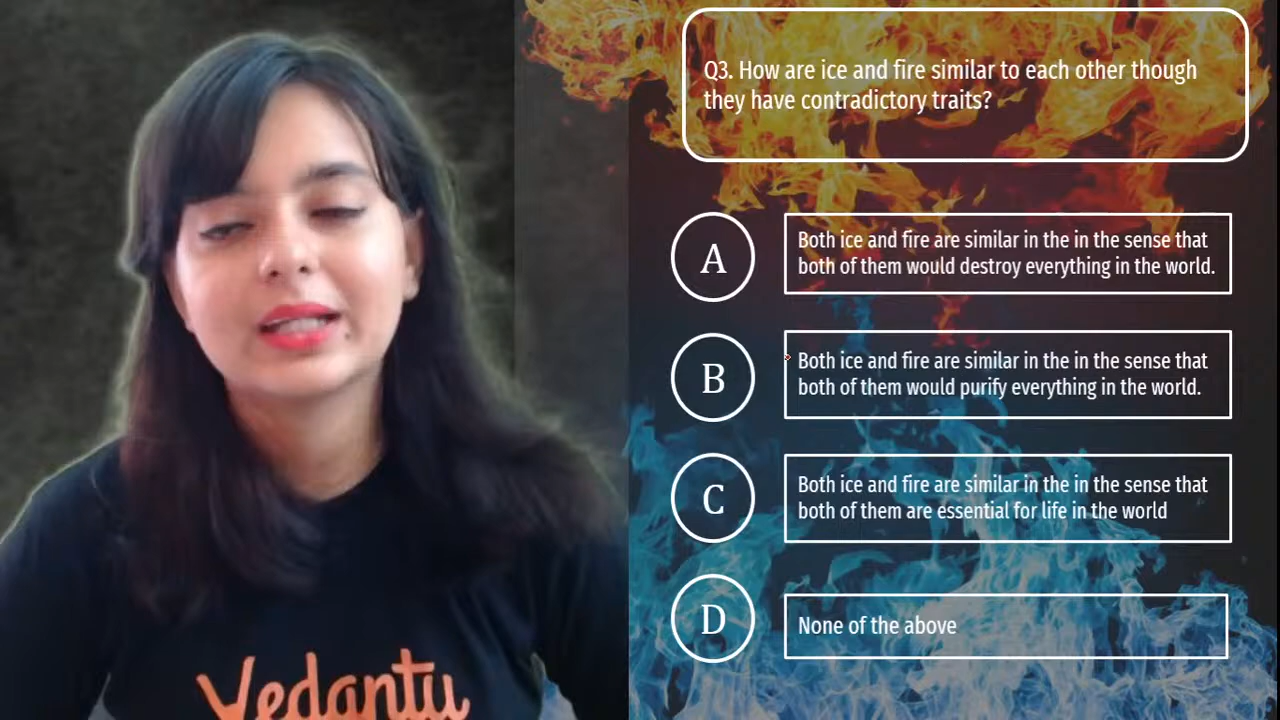 Q3. How are ice and fire similar to each other though
they have contradictory traits?
A
Both ice and fire are similar in the in the sense that
both of them would destroy everything in the world.
B
Both ice and fire are similar in the in the sense that
both of them would purify everything in the world.
C
Both ice and fire are similar in the in the sense that
both of them are essential for life in the world
D
None of the above
Vedantu